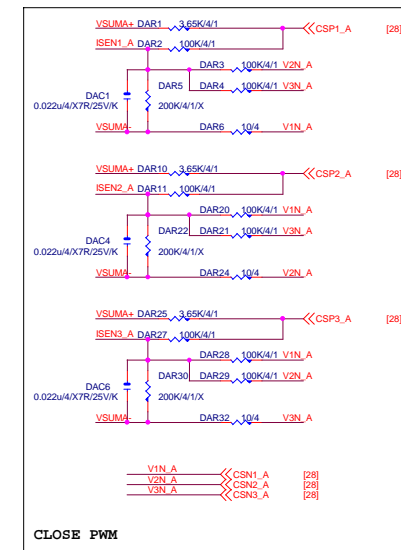 VSUMA+ DAR1 3.65K/4/1 CSP1_A [28]
ISEN1_A DAR2 100K/4/1
DAR3 100K/4/1 V2N_A
DAC1 DAR5 DAR4 100K/4/1 V3N_A
0.022u/4/X7R/25V/K 200K/4/1/X
VSUMA- DAR6 10/4 V1N_A
VSUMA+ DAR10 3.65K/4/1 CSP2_A [28]
ISEN2_A DAR11 100K/4/1
DAR20 100K/4/1 V1N_A
DAC4 DAR22 DAR21 100K/4/1 V3N_A
0.022u/4/X7R/25V/K 200K/4/1/X
VSUMA- DAR24 10/4 V2N_A
VSUMA+ DAR25 3.65K/4/1 CSP3_A [28]
ISEN3_A DAR27 100K/4/1
DAR28 100K/4/1 V1N_A
DAC6 DAR30 DAR29 100K/4/1 V2N_A
0.022u/4/X7R/25V/K 200K/4/1/X
VSUMA- DAR32 10/4 V3N_A
V1N_A CSN1_A [28]
V2N_A CSN2_A [28]
V3N_A CSN3_A [28]
CLOSE PWM